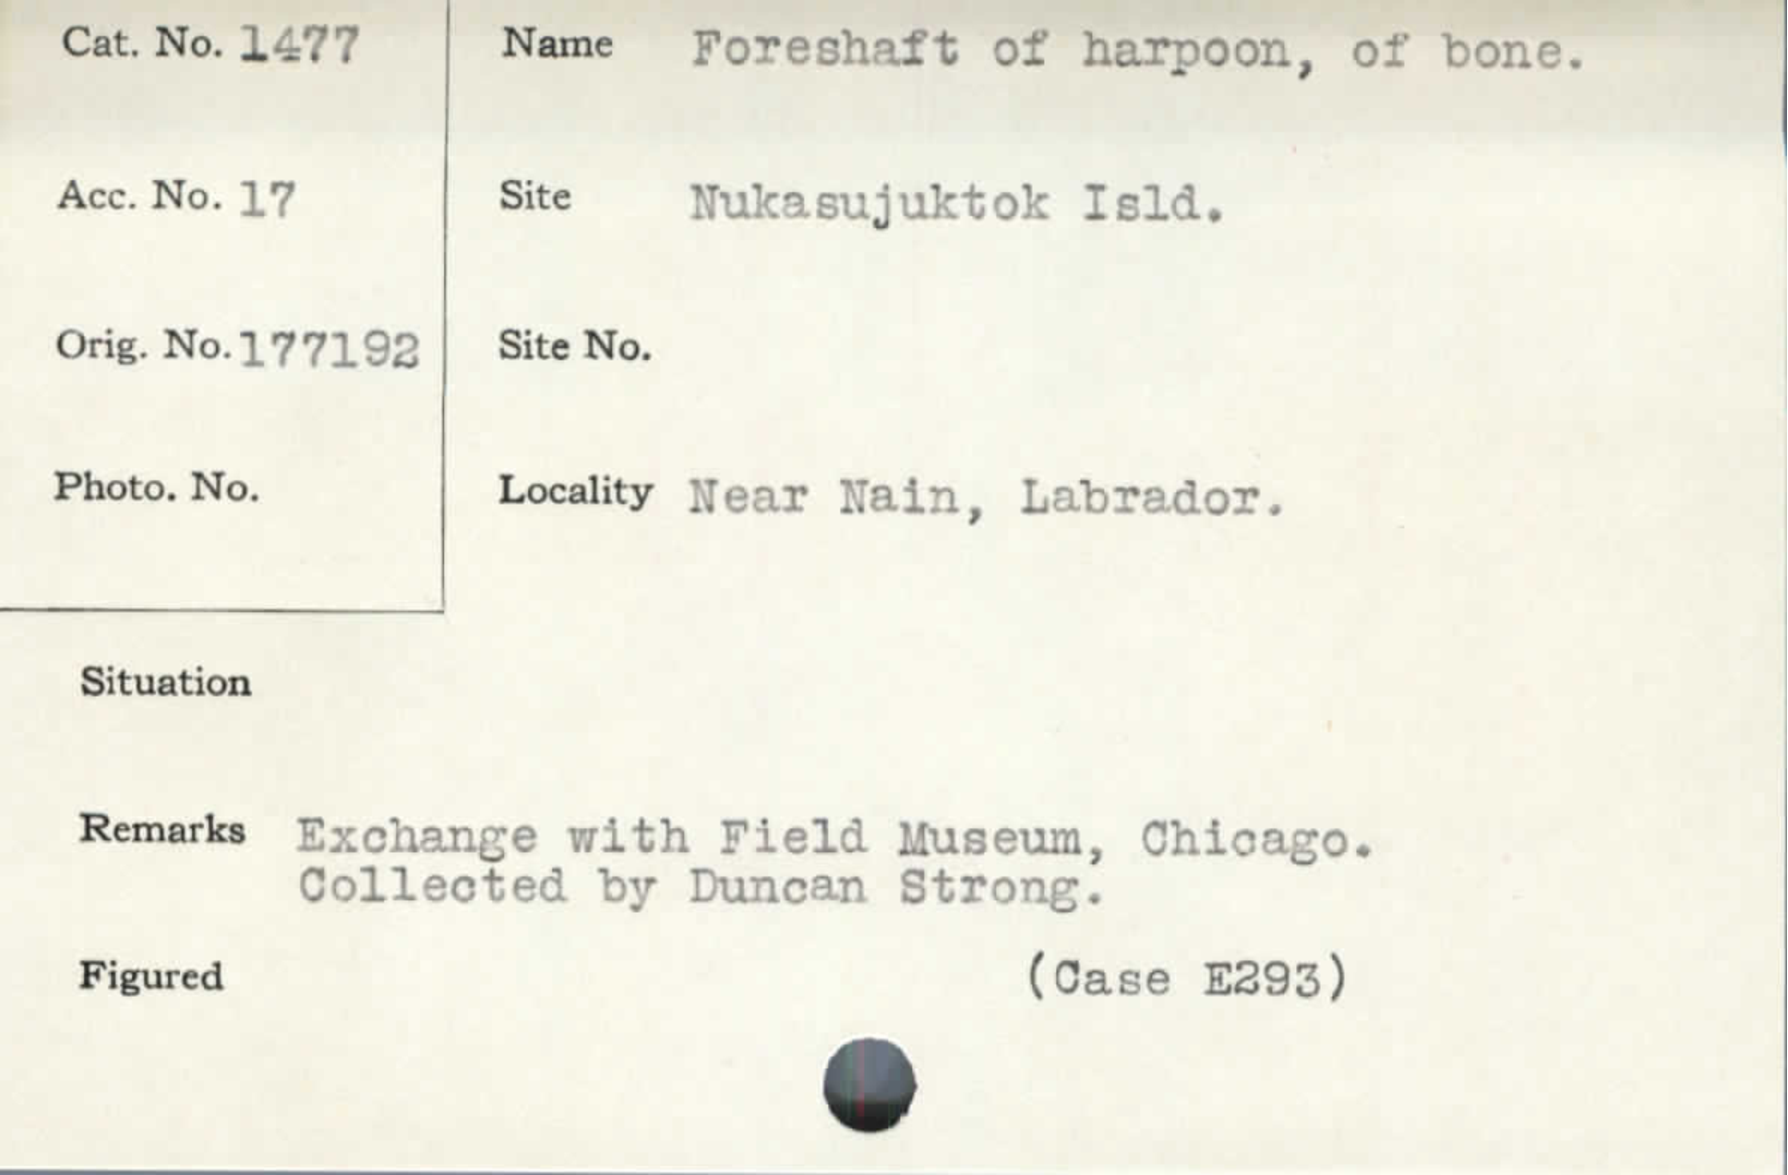 Cat. No. 1477
Name Foreshaft of harpoon, of bone.
Acc. No. 17
Site Nukasujuktok Isld.
Orig. No. 177192
Site No.
Photo. No.
Locality Near Nain, Labrador.
Situation
Remarks Exchange with Field Museum, Chicago.
Collected by Duncan Strong.
Figured
(Case E293)